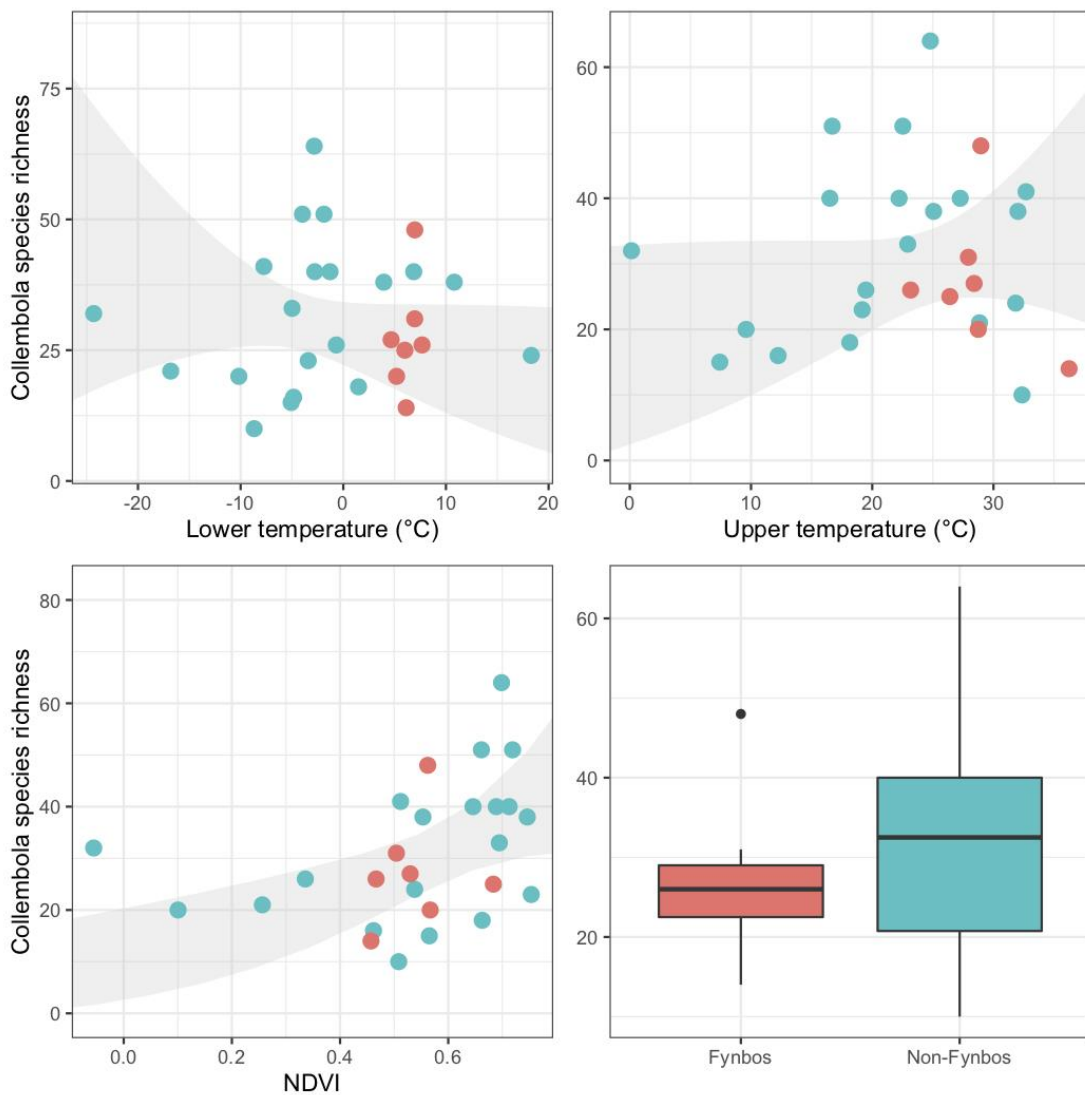 Collembola species richness
75
50
25
0
-20 -10 0 10 20
Lower temperature (°C)
60
40
20
0
0 10 20 30
Upper temperature (°C)
Collembola species richness
80
60
40
20
0
0.0 0.2 0.4 0.6
NDVI
60
40
20
Fynbos Non-Fynbos